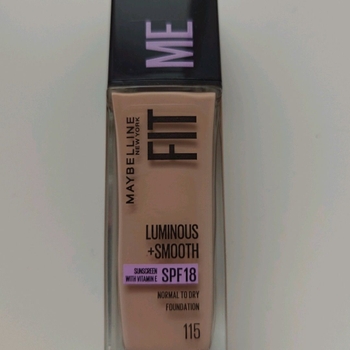 FIT ME
MAYBELLINE
NEW YORK
LUMINOUS
+SMOOTH
SUNSCREEN
WITH VITAMIN E
SPF18
NORMAL TO DRY
FOUNDATION
115